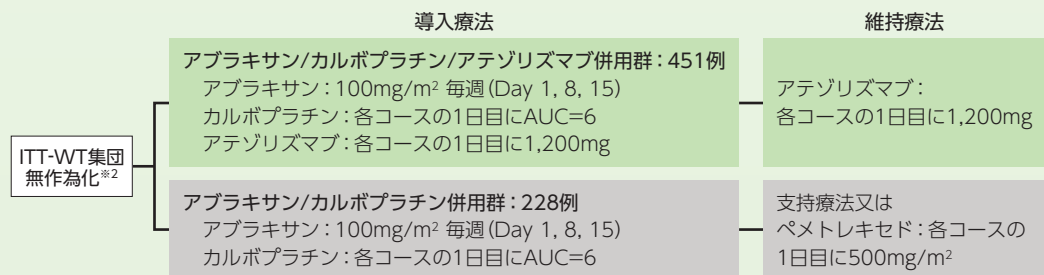 導入療法
維持療法
ITT-WT集団
無作為化※2
アブラキサン/カルボプラチン/アテゾリズマブ併用群：451例
アブラキサン：100mg/m² 毎週(Day 1, 8, 15)
カルボプラチン：各コースの1日目にAUC=6
アテゾリズマブ：各コースの1日目に1,200mg
アテゾリズマブ：
各コースの1日目に1,200mg
アブラキサン/カルボプラチン併用群：228例
アブラキサン：100mg/m² 毎週(Day 1, 8, 15)
カルボプラチン：各コースの1日目にAUC=6
支持療法又は
ペメトレキセド：各コースの
1日目に500mg/m²